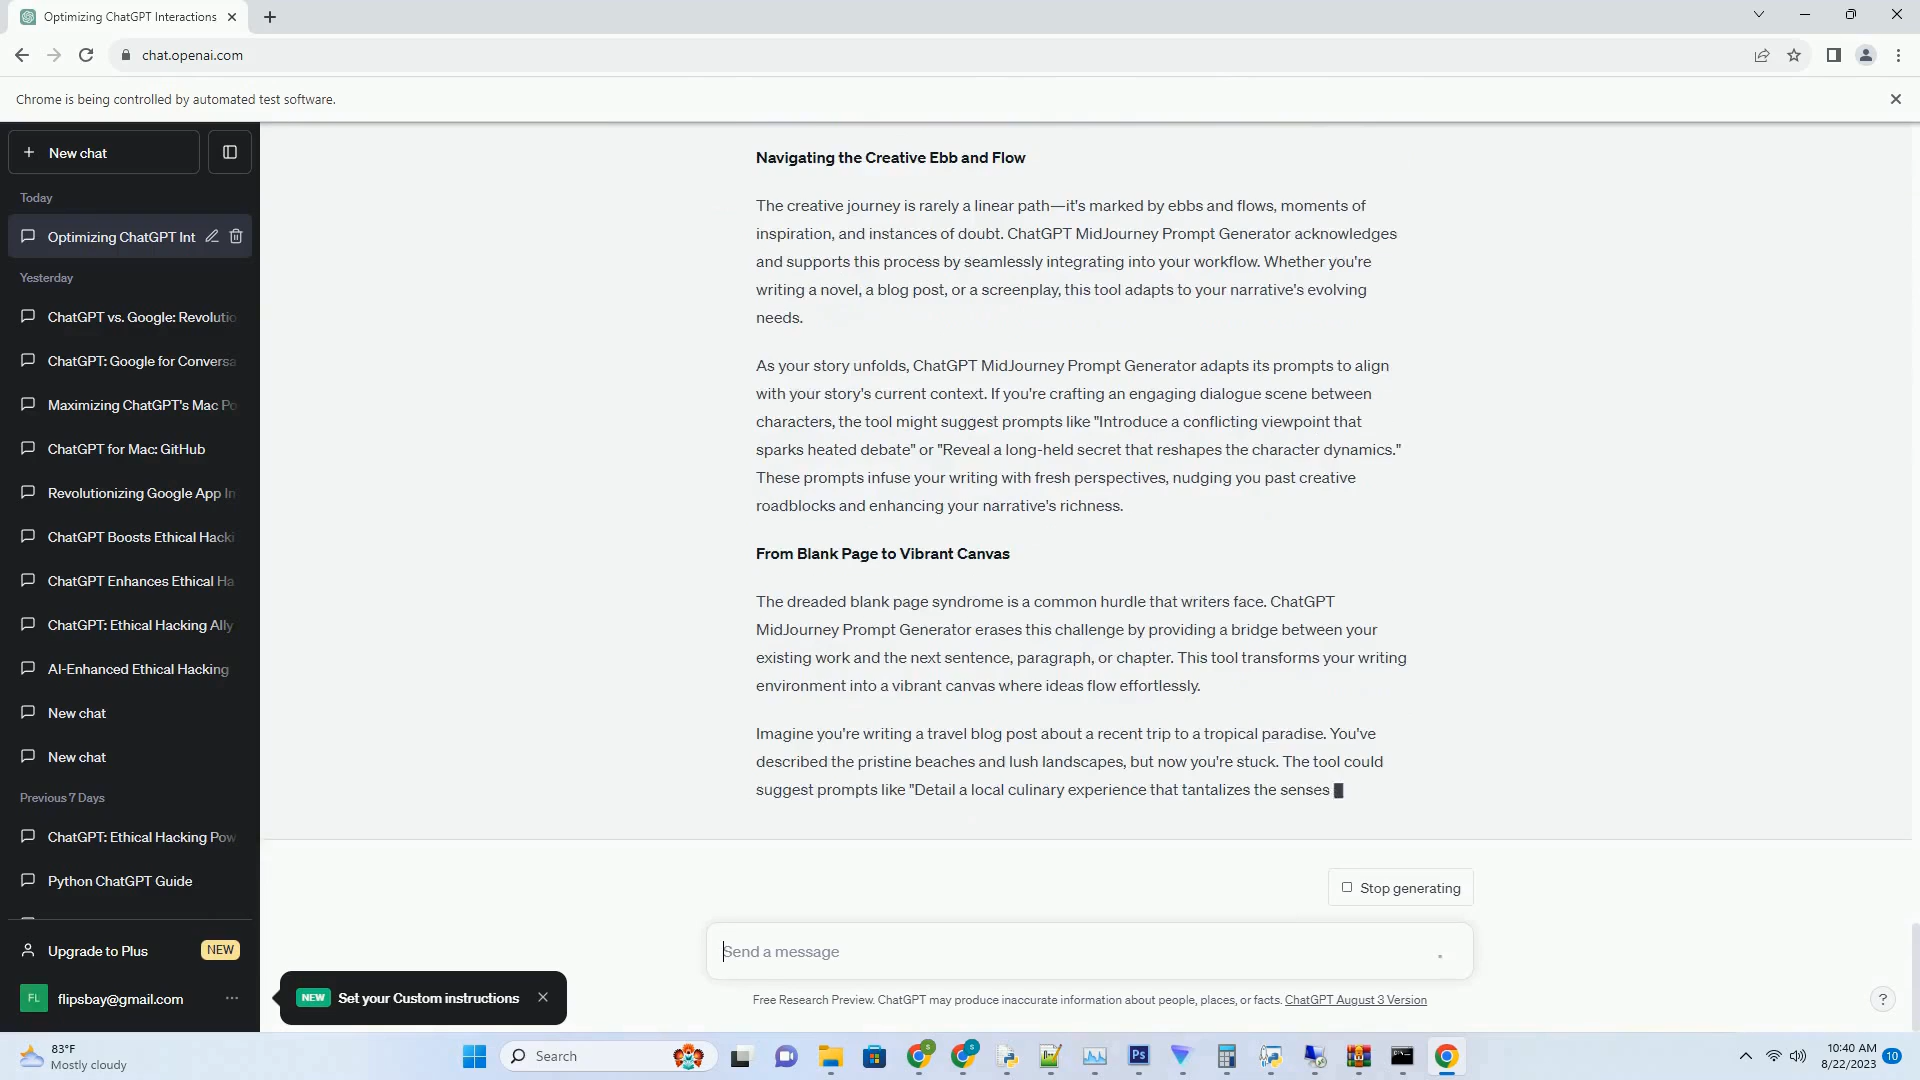 Optimizing ChatGPT Interactions
chat.openai.com
Chrome is being controlled by automated test software.
New chat
Today
Optimizing ChatGPT Int
Yesterday
ChatGPT vs. Google: Revolutio
ChatGPT: Google for Conversa
Maximizing ChatGPT's Mac Po
ChatGPT for Mac: GitHub
Revolutionizing Google App In
ChatGPT Boosts Ethical Hacki
ChatGPT Enhances Ethical Ha
ChatGPT: Ethical Hacking Ally
AI-Enhanced Ethical Hacking
New chat
New chat
Previous 7 Days
ChatGPT: Ethical Hacking Pow
Python ChatGPT Guide
Upgrade to Plus NEW
FL flipsbay@gmail.com
NEW Set your Custom instructions
Navigating the Creative Ebb and Flow
The creative journey is rarely a linear path—it's marked by ebbs and flows, moments of
inspiration, and instances of doubt. ChatGPT MidJourney Prompt Generator acknowledges
and supports this process by seamlessly integrating into your workflow. Whether you're
writing a novel, a blog post, or a screenplay, this tool adapts to your narrative's evolving
needs.
As your story unfolds, ChatGPT MidJourney Prompt Generator adapts its prompts to align
with your story's current context. If you're crafting an engaging dialogue scene between
characters, the tool might suggest prompts like "Introduce a conflicting viewpoint that
sparks heated debate" or "Reveal a long-held secret that reshapes the character dynamics."
These prompts infuse your writing with fresh perspectives, nudging you past creative
roadblocks and enhancing your narrative's richness.
From Blank Page to Vibrant Canvas
The dreaded blank page syndrome is a common hurdle that writers face. ChatGPT
MidJourney Prompt Generator erases this challenge by providing a bridge between your
existing work and the next sentence, paragraph, or chapter. This tool transforms your writing
environment into a vibrant canvas where ideas flow effortlessly.
Imagine you're writing a travel blog post about a recent trip to a tropical paradise. You've
described the pristine beaches and lush landscapes, but now you're stuck. The tool could
suggest prompts like "Detail a local culinary experience that tantalizes the senses
Stop generating
Send a message
Free Research Preview. ChatGPT may produce inaccurate information about people, places, or facts. ChatGPT August 3 Version
?
83°F
Mostly cloudy
Search
S
S
Ps
10:40 AM
8/22/2023
10